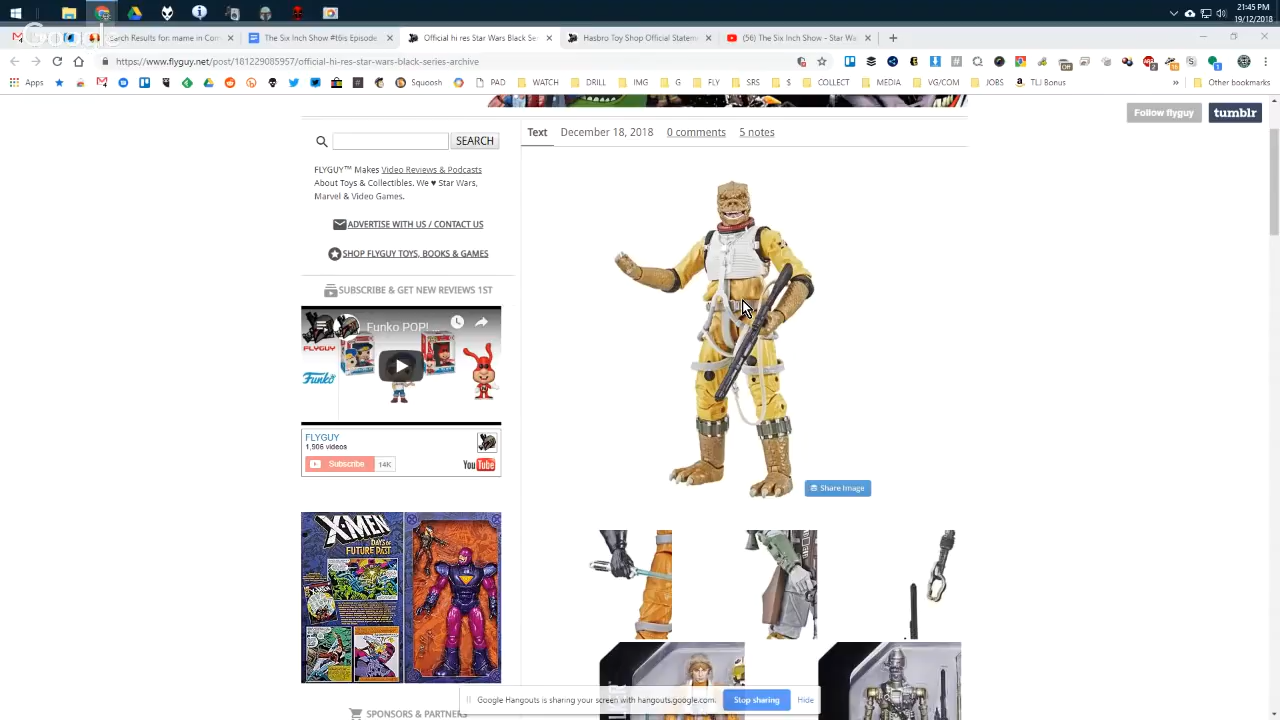 21:45 PM
19/12/2018
Search Results for: mame in Com
The Six Inch Show #t6is Episode
Official hi res Star Wars Black Se
Hasbro Toy Shop Official Statem
(56) The Six Inch Show - Star Wa
https://www.flyguy.net/post/181229085957/official-hi-res-star-wars-black-series-archive
Apps
Squoosh
PAD
WATCH
DRILL
IMG
G
FLY
SRS
$
COLLECT
MEDIA
VG/COM
JOBS
TLJ Bonus
»
Other bookmarks
Follow flyguy
tumblr
SEARCH
Text
December 18, 2018
0 comments
5 notes
FLYGUY™ Makes Video Reviews & Podcasts
About Toys & Collectibles. We ♥ Star Wars,
Marvel & Video Games.
ADVERTISE WITH US / CONTACT US
SHOP FLYGUY TOYS, BOOKS & GAMES
SUBSCRIBE & GET NEW REVIEWS 1ST
Funko POP!
FLYGUY
Funko
FLYGUY
1,906 videos
Subscribe
14K
YouTube
Share Image
X-MEN
DAYS OF
FUTURE PAST
Google Hangouts is sharing your screen with hangouts.google.com.
Stop sharing
Hide
SPONSORS & PARTNERS